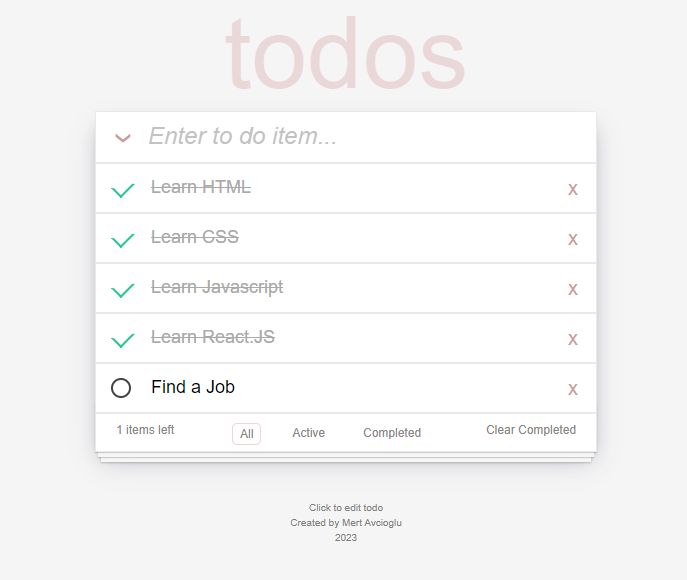 todos
Enter to do item...
Learn HTML x
Learn CSS x
Learn Javascript x
Learn React.JS x
Find a Job x
1 items left All Active Completed Clear Completed
Click to edit todo
Created by Mert Avcioglu
2023